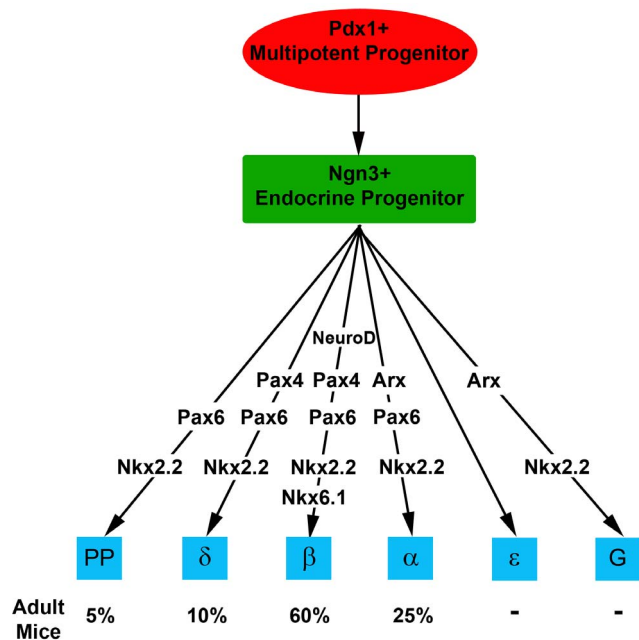 Pdx1+
Multipotent Progenitor
Ngn3+
Endocrine Progenitor
NeuroD
Pax4 Pax4 Arx Arx
Pax6 Pax6 Pax6 Pax6
Nkx2.2 Nkx2.2 Nkx2.2 Nkx2.2 Nkx2.2
Nkx6.1
PP δ β α ε G
Adult Mice 5% 10% 60% 25% - -